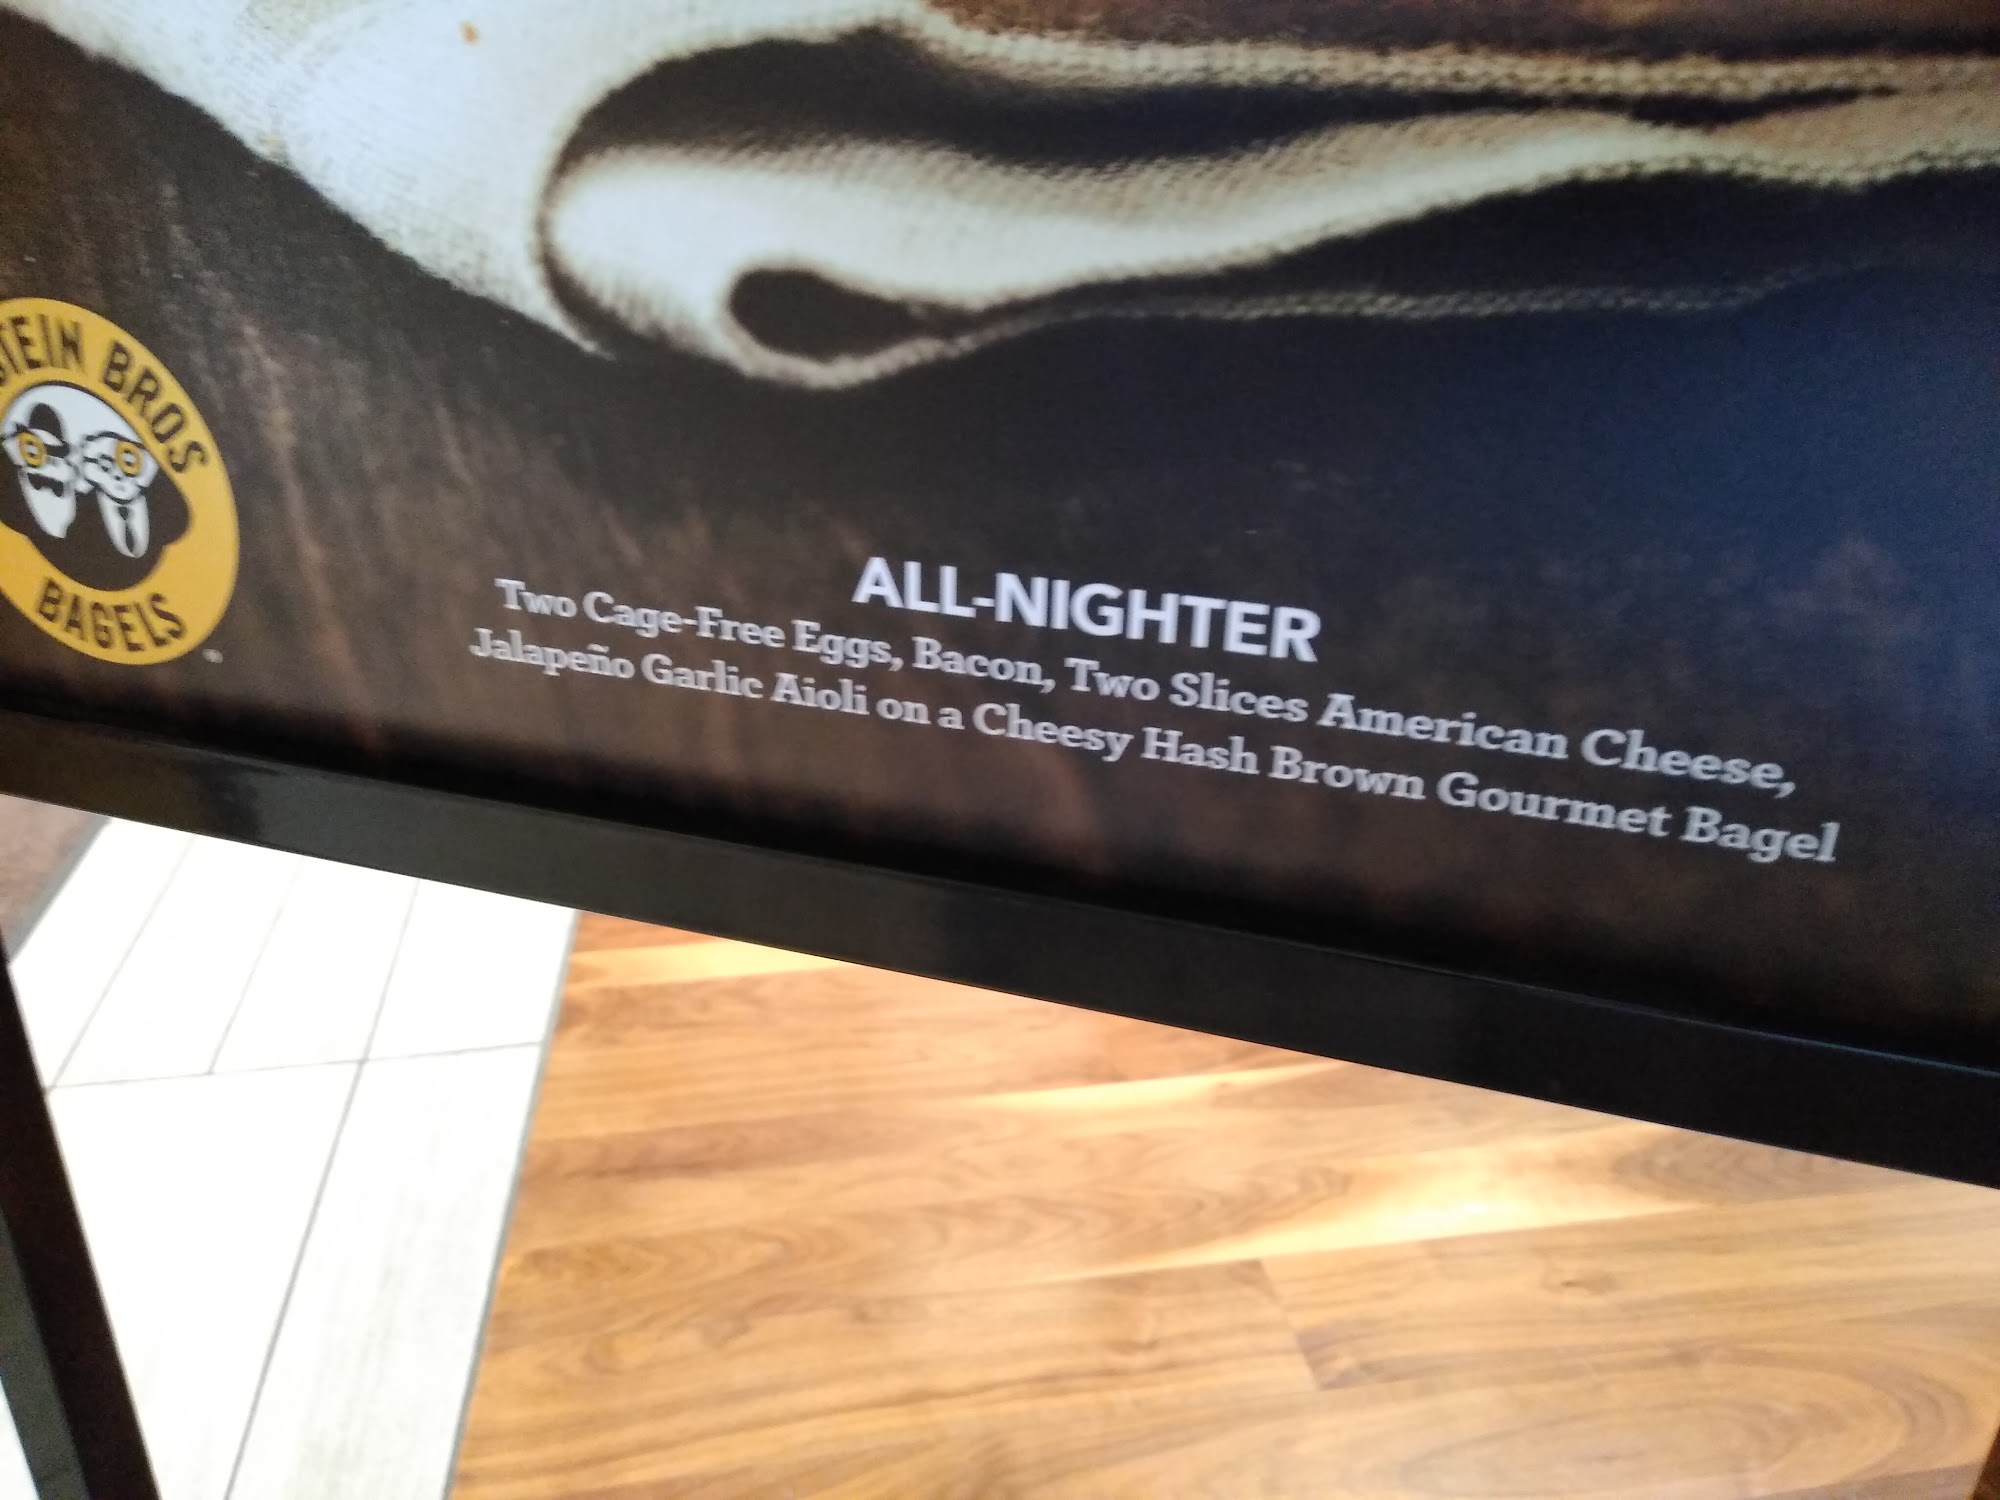 STEIN BROS
BAGELS
ALL-NIGHTER
Two Cage-Free Eggs, Bacon, Two Slices American Cheese,
Jalapeño Garlic Aioli on a Cheesy Hash Brown Gourmet Bagel